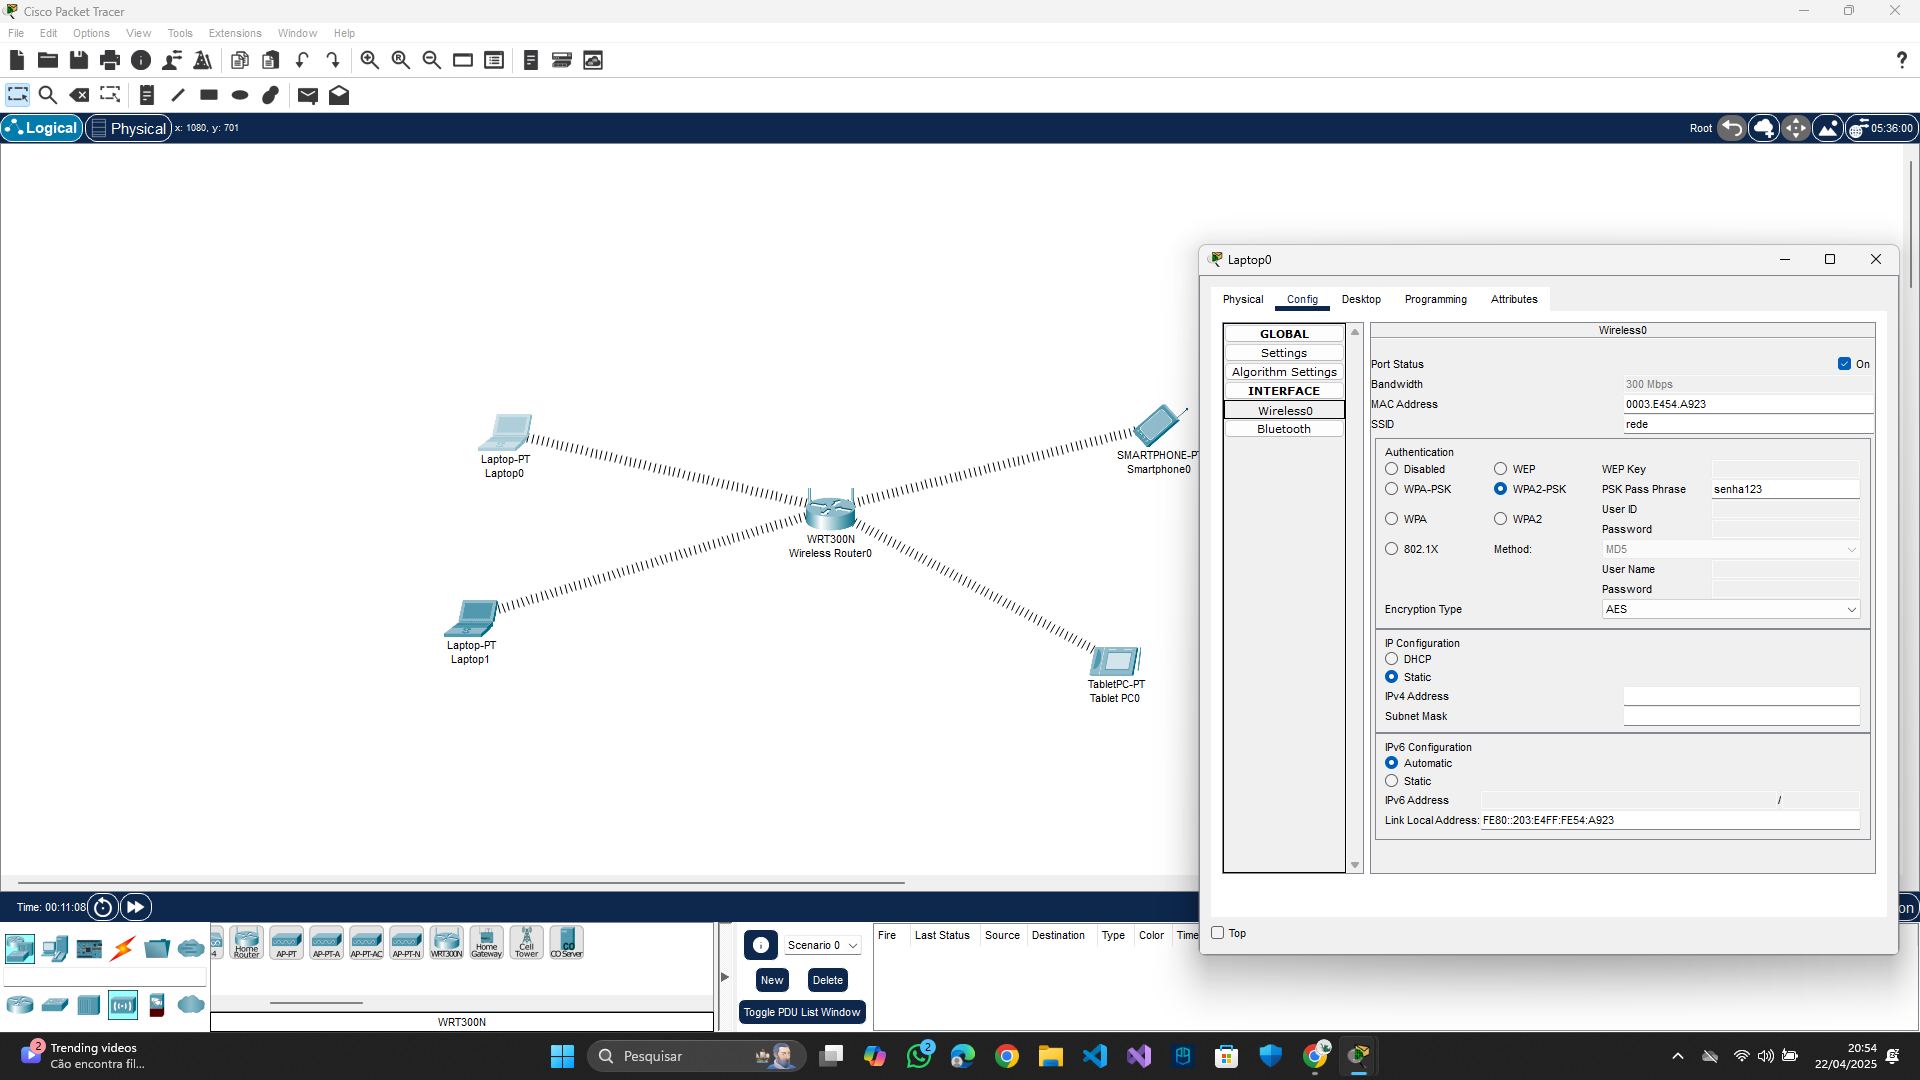 Cisco Packet Tracer
File Edit Options View Tools Extensions Window Help
Logical Physical x: 1080, y: 701
Root 05:36:00
Laptop-PT
Laptop0
SMARTPHONE-PT
Smartphone0
WRT300N
Wireless Router0
Laptop-PT
Laptop1
TabletPC-PT
Tablet PC0
Laptop0
Physical Config Desktop Programming Attributes
GLOBAL
Settings
Algorithm Settings
INTERFACE
Wireless0
Bluetooth
Wireless0
Port Status On
Bandwidth 300 Mbps
MAC Address 0003.E454.A923
SSID rede
Authentication
Disabled WEP WEP Key
WPA-PSK WPA2-PSK PSK Pass Phrase senha123
User ID
WPA WPA2
Password
802.1X Method: MD5
User Name
Password
Encryption Type AES
IP Configuration
DHCP
Static
IPv4 Address
Subnet Mask
IPv6 Configuration
Automatic
Static
IPv6 Address /
Link Local Address: FE80::203:E4FF:FE54:A923
Top
Time: 00:11:08
on
4 Home Router AP-PT AP-PT-A AP-PT-AC AP-PT-N WRT300N Home Gateway Cell Tower CO Server
WRT300N
Scenario 0
New Delete
Toggle PDU List Window
Fire Last Status Source Destination Type Color Time
2 Trending videos
Cão encontra fil...
Pesquisar
2
20:54
22/04/2025